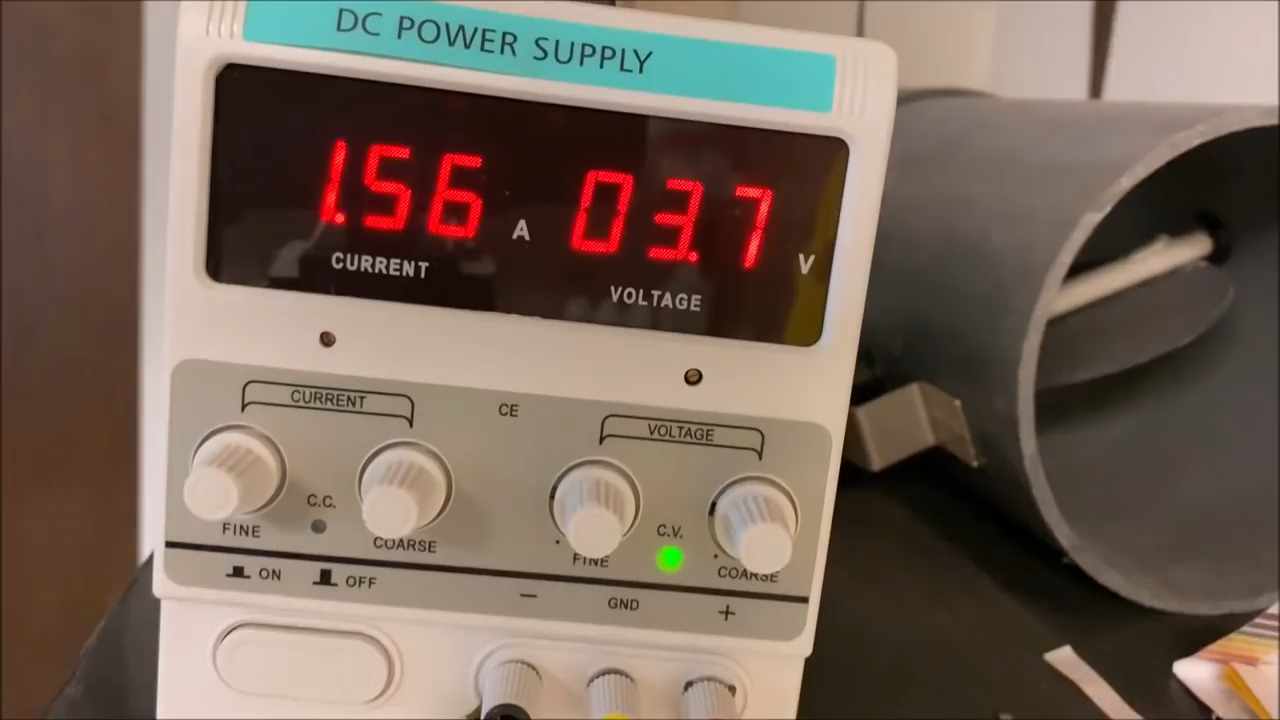 DC POWER SUPPLY
1.56 A 03.7 V
CURRENT
VOLTAGE
CURRENT
CE
VOLTAGE
C.C.
C.V.
FINE
COARSE
FINE
COARSE
ON OFF
− GND +